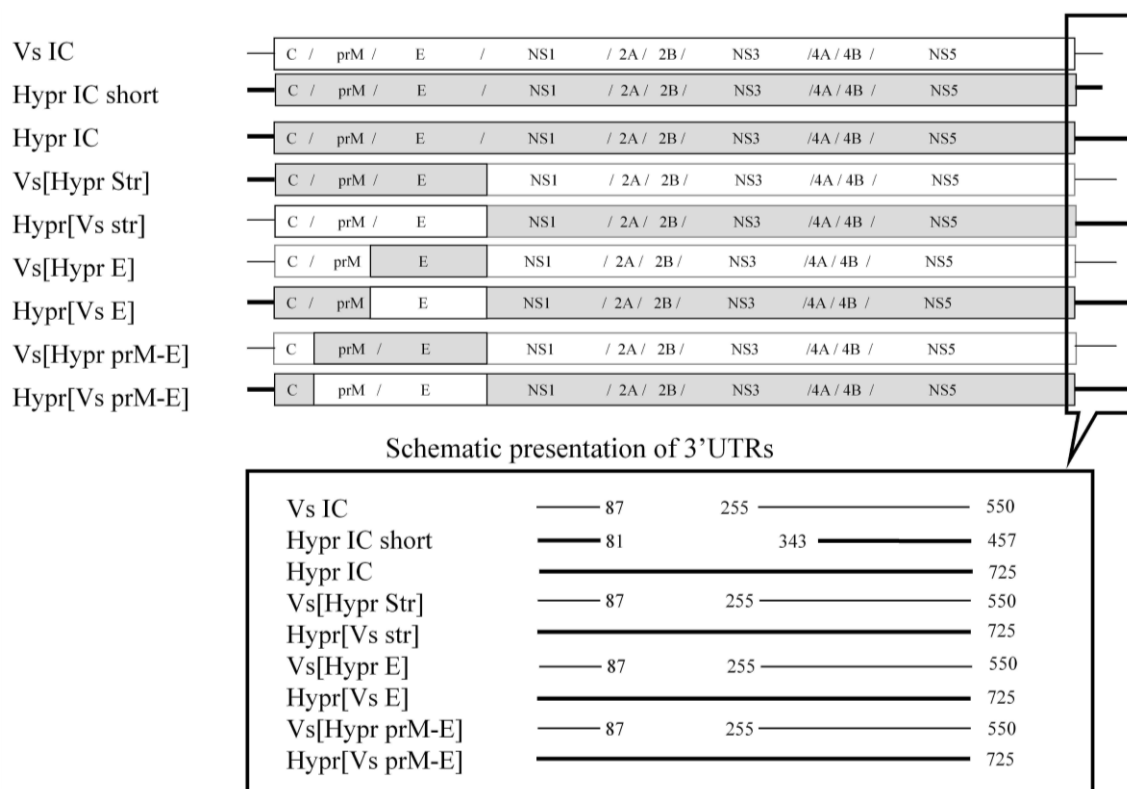 Vs IC C / prM / E / NS1 / 2A / 2B / NS3 /4A / 4B / NS5
Hypr IC short C / prM / E / NS1 / 2A / 2B / NS3 /4A / 4B / NS5
Hypr IC C / prM / E / NS1 / 2A / 2B / NS3 /4A / 4B / NS5
Vs[Hypr Str] C / prM / E NS1 / 2A / 2B / NS3 /4A / 4B / NS5
Hypr[Vs str] C / prM / E NS1 / 2A / 2B / NS3 /4A / 4B / NS5
Vs[Hypr E] C / prM E NS1 / 2A / 2B / NS3 /4A / 4B / NS5
Hypr[Vs E] C / prM E NS1 / 2A / 2B / NS3 /4A / 4B / NS5
Vs[Hypr prM-E] C prM / E NS1 / 2A / 2B / NS3 /4A / 4B / NS5
Hypr[Vs prM-E] C prM / E NS1 / 2A / 2B / NS3 /4A / 4B / NS5
Schematic presentation of 3’UTRs
Vs IC 87 255 550
Hypr IC short 81 343 457
Hypr IC 725
Vs[Hypr Str] 87 255 550
Hypr[Vs str] 725
Vs[Hypr E] 87 255 550
Hypr[Vs E] 725
Vs[Hypr prM-E] 87 255 550
Hypr[Vs prM-E] 725